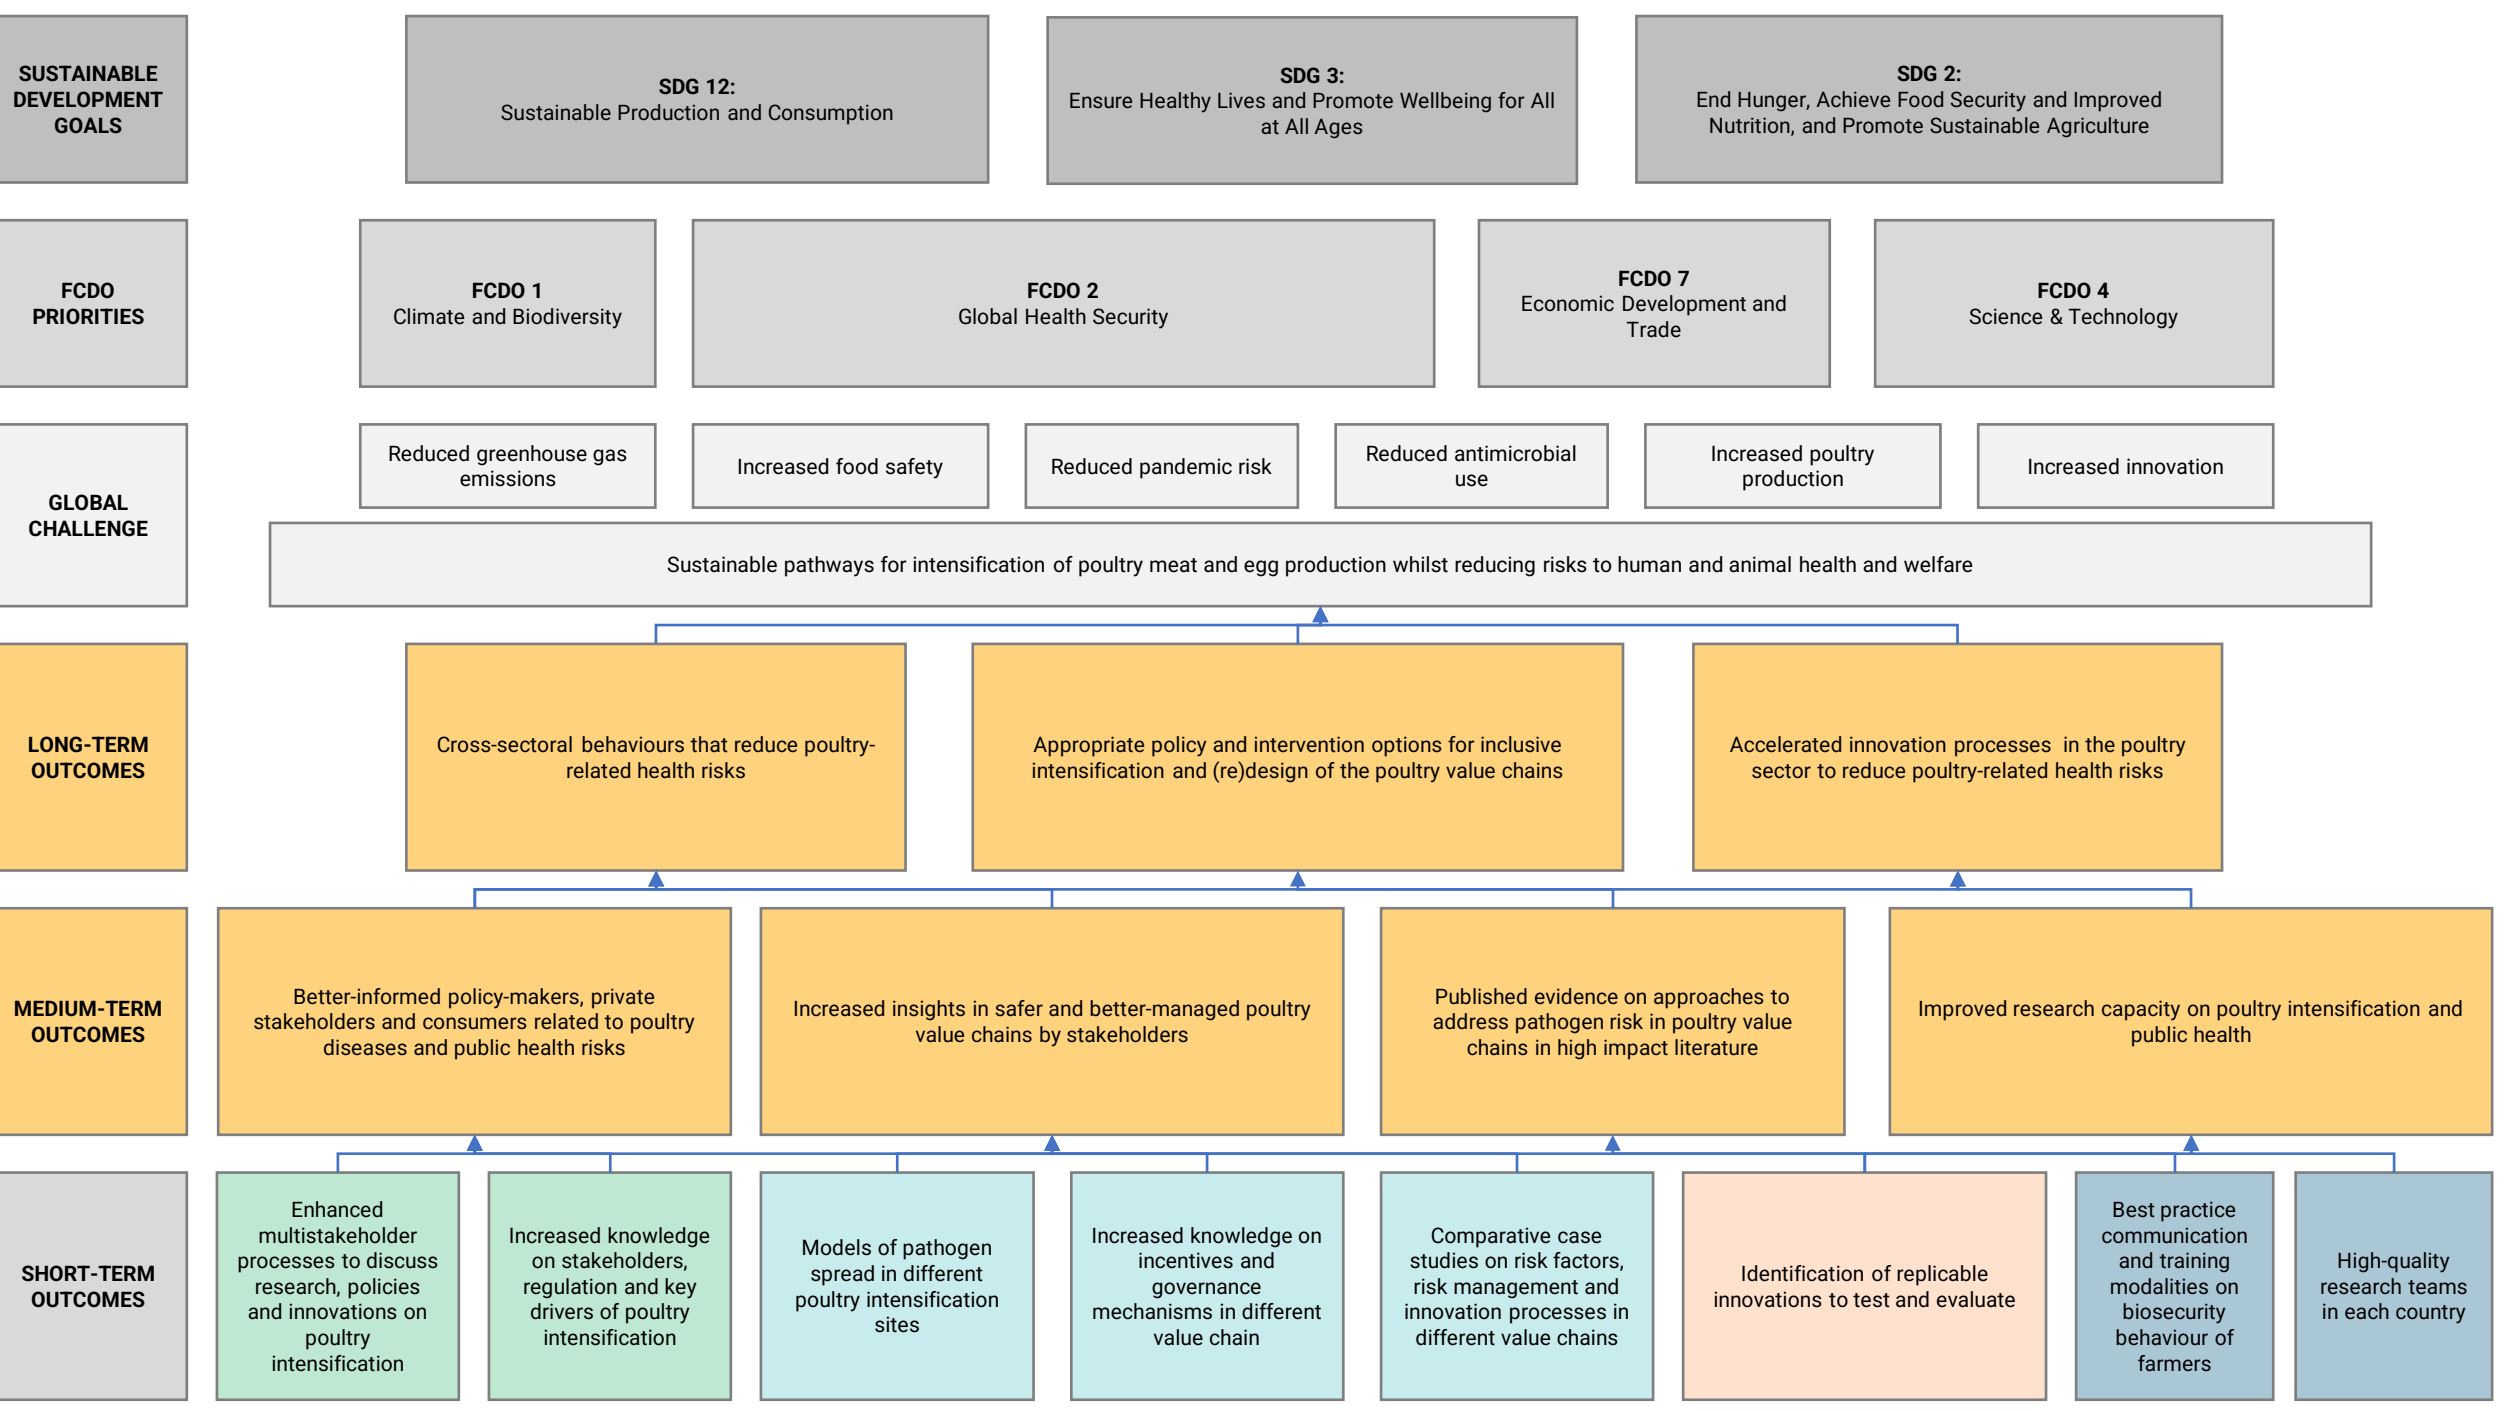 SUSTAINABLE
DEVELOPMENT
GOALS
SDG 12:
Sustainable Production and Consumption
SDG 3:
Ensure Healthy Lives and Promote Wellbeing for All
at All Ages
SDG 2:
End Hunger, Achieve Food Security and Improved
Nutrition, and Promote Sustainable Agriculture
FCDO
PRIORITIES
FCDO 1
Climate and Biodiversity
FCDO 2
Global Health Security
FCDO 7
Economic Development and
Trade
FCDO 4
Science & Technology
GLOBAL
CHALLENGE
Reduced greenhouse gas
emissions
Increased food safety
Reduced pandemic risk
Reduced antimicrobial
use
Increased poultry
production
Increased innovation
Sustainable pathways for intensification of poultry meat and egg production whilst reducing risks to human and animal health and welfare
LONG-TERM
OUTCOMES
Cross-sectoral behaviours that reduce poultry-
related health risks
Appropriate policy and intervention options for inclusive
intensification and (re)design of the poultry value chains
Accelerated innovation processes in the poultry
sector to reduce poultry-related health risks
MEDIUM-TERM
OUTCOMES
Better-informed policy-makers, private
stakeholders and consumers related to poultry
diseases and public health risks
Increased insights in safer and better-managed poultry
value chains by stakeholders
Published evidence on approaches to
address pathogen risk in poultry value
chains in high impact literature
Improved research capacity on poultry intensification and
public health
SHORT-TERM
OUTCOMES
Enhanced
multistakeholder
processes to discuss
research, policies
and innovations on
poultry
intensification
Increased knowledge
on stakeholders,
regulation and key
drivers of poultry
intensification
Models of pathogen
spread in different
poultry intensification
sites
Increased knowledge on
incentives and
governance
mechanisms in different
value chain
Comparative case
studies on risk factors,
risk management and
innovation processes in
different value chains
Identification of replicable
innovations to test and evaluate
Best practice
communication
and training
modalities on
biosecurity
behaviour of
farmers
High-quality
research teams
in each country